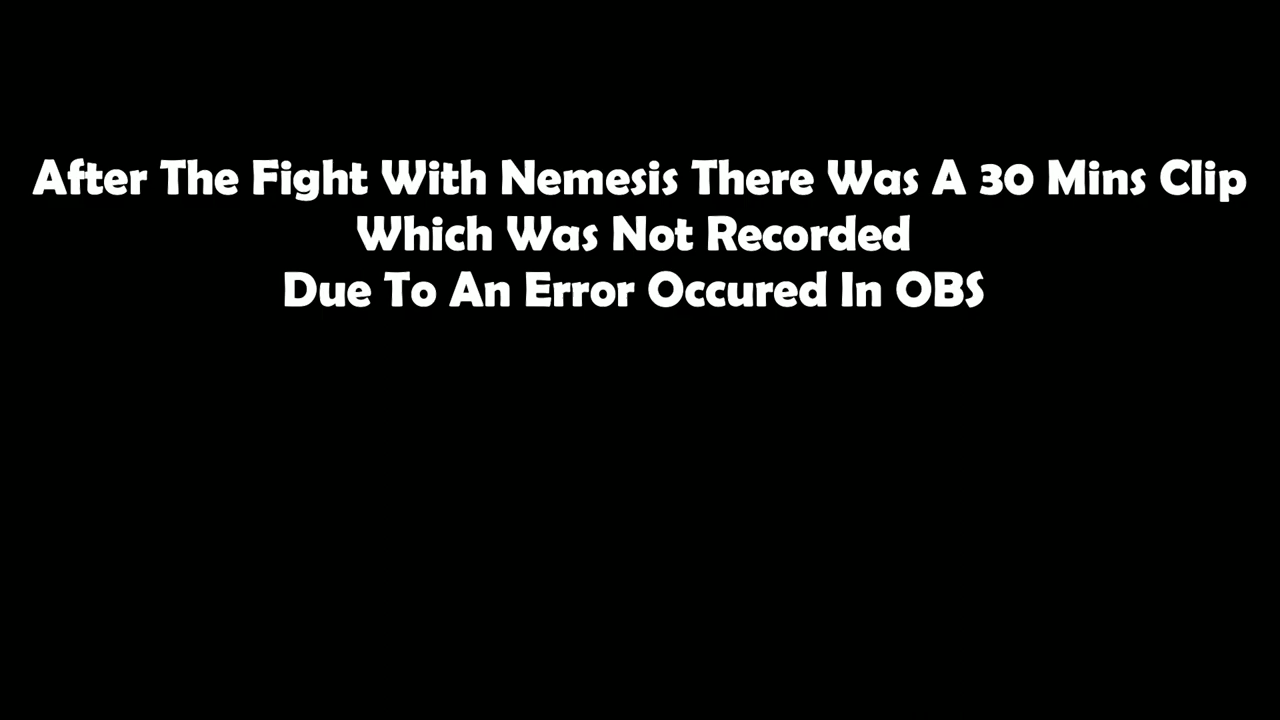 After The Fight With Nemesis There Was A 30 Mins Clip
Which Was Not Recorded
Due To An Error Occured In OBS